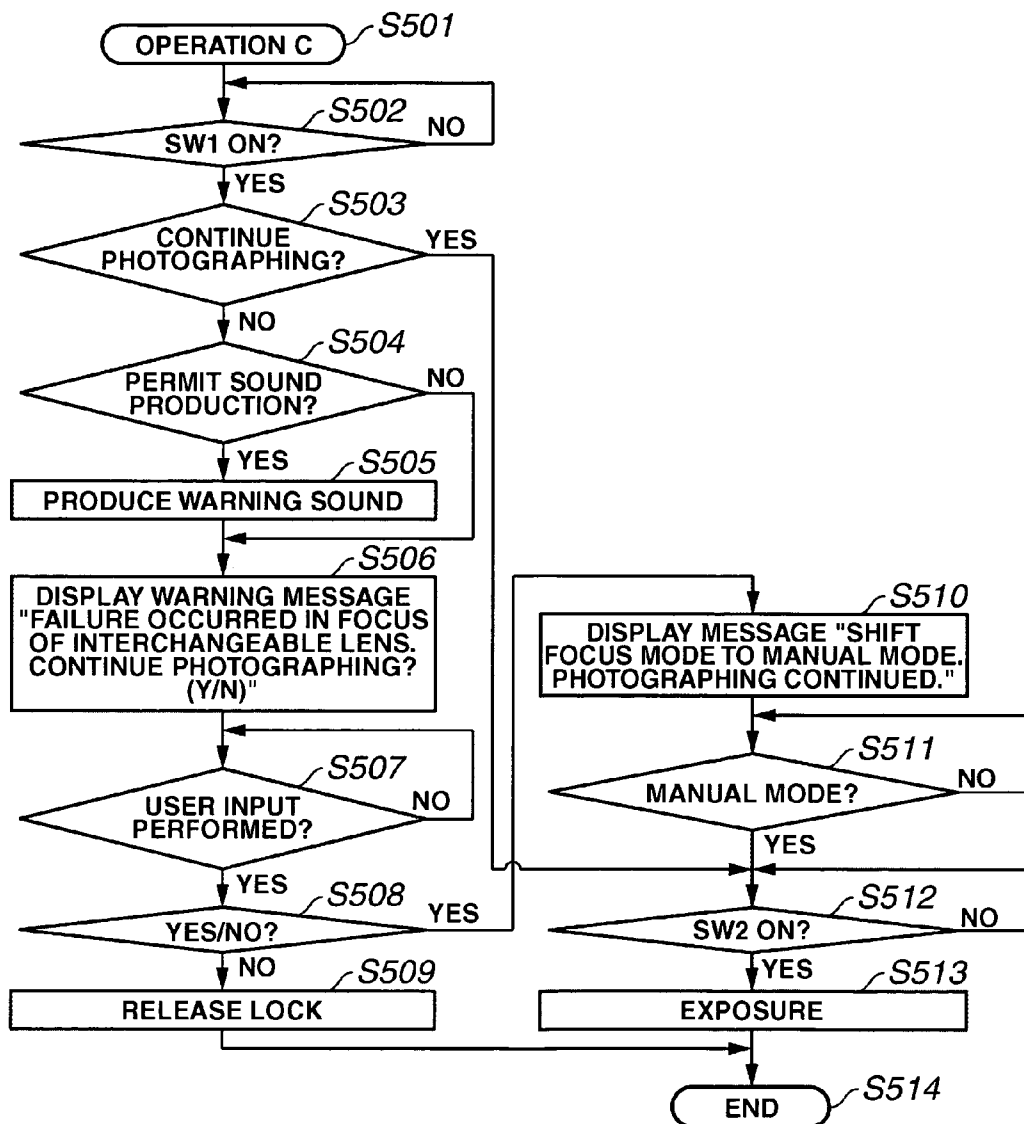 OPERATION C
S501
S502
SW1 ON?
NO
YES
S503
CONTINUE
PHOTOGRAPHING?
YES
NO
S504
PERMIT SOUND
PRODUCTION?
NO
YES
S505
PRODUCE WARNING SOUND
S506
DISPLAY WARNING MESSAGE
"FAILURE OCCURRED IN FOCUS
OF INTERCHANGEABLE LENS.
CONTINUE PHOTOGRAPHING?
(Y/N)"
S507
USER INPUT
PERFORMED?
NO
YES
S508
YES/NO?
YES
NO
S509
RELEASE LOCK
S510
DISPLAY MESSAGE "SHIFT
FOCUS MODE TO MANUAL MODE.
PHOTOGRAPHING CONTINUED."
S511
MANUAL MODE?
NO
YES
S512
SW2 ON?
NO
YES
S513
EXPOSURE
S514
END